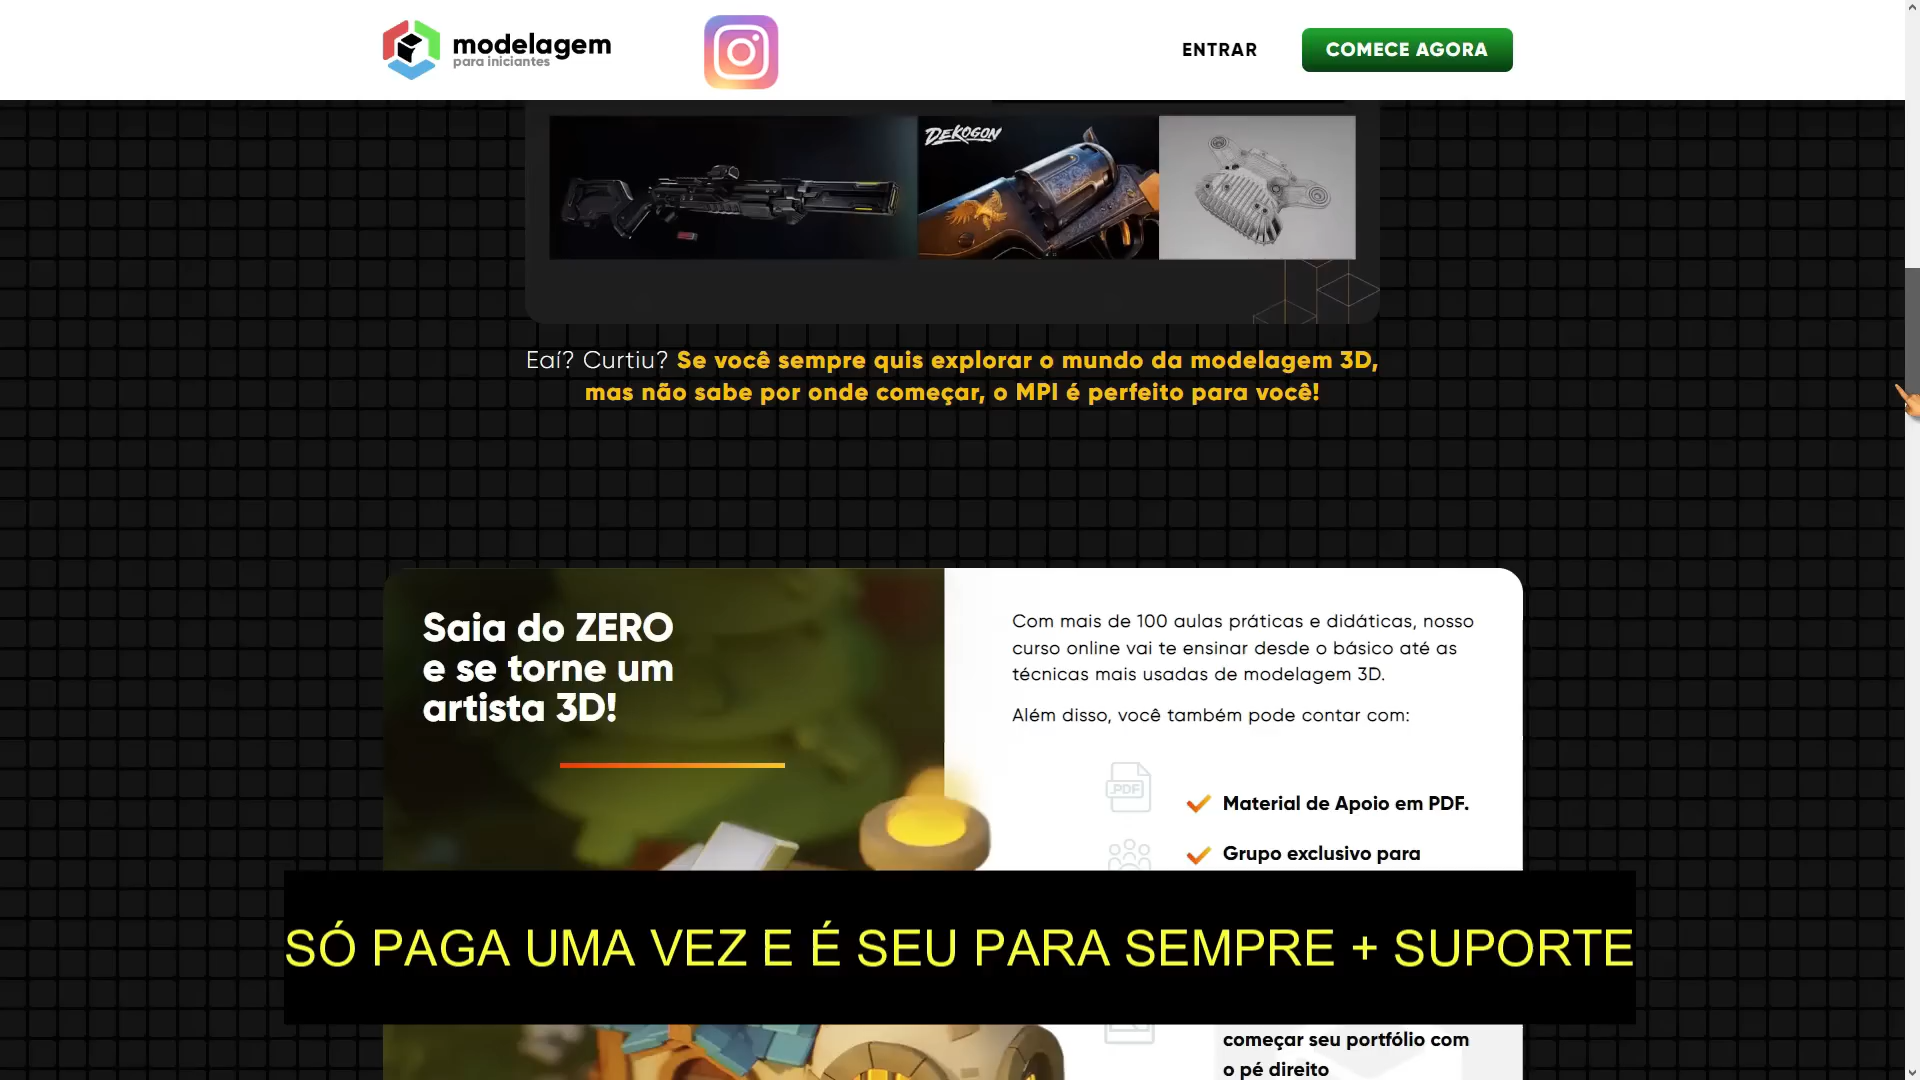 modelagem
para iniciantes
ENTRAR
COMECE AGORA
DEKOGON
Eaí? Curtiu? Se você sempre quis explorar o mundo da modelagem 3D,
mas não sabe por onde começar, o MPI é perfeito para você!
Saia do ZERO
e se torne um
artista 3D!
Com mais de 100 aulas práticas e didáticas, nosso
curso online vai te ensinar desde o básico até as
técnicas mais usadas de modelagem 3D.
Além disso, você também pode contar com:
.PDF
Material de Apoio em PDF.
Grupo exclusivo para
SÓ PAGA UMA VEZ E É SEU PARA SEMPRE + SUPORTE
começar seu portfólio com
o pé direito